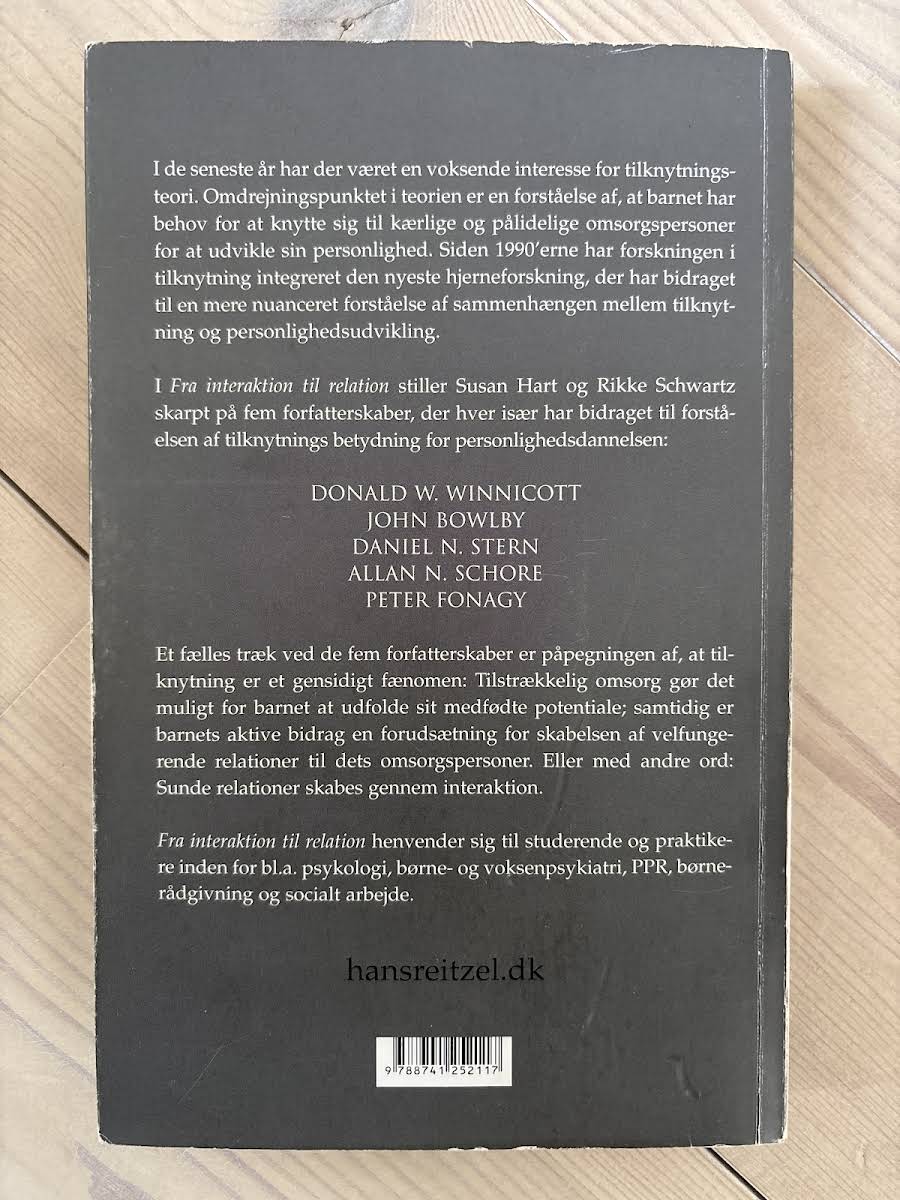 I de seneste år har der været en voksende interesse for tilknytnings-
teori. Omdrejningspunktet i teorien er en forståelse af, at barnet har
behov for at knytte sig til kærlige og pålidelige omsorgspersoner
for at udvikle sin personlighed. Siden 1990'erne har forskningen i
tilknytning integreret den nyeste hjerneforskning, der har bidraget
til en mere nuanceret forståelse af sammenhængen mellem tilknyt-
ning og personlighedsudvikling.
I Fra interaktion til relation stiller Susan Hart og Rikke Schwartz
skarpt på fem forfatterskaber, der hver især har bidraget til forstå-
elsen af tilknytnings betydning for personlighedsdannelsen:
DONALD W. WINNICOTT
JOHN BOWLBY
DANIEL N. STERN
ALLAN N. SCHORE
PETER FONAGY
Et fælles træk ved de fem forfatterskaber er påpegningen af, at til-
knytning er et gensidigt fænomen: Tilstrækkelig omsorg gør det
muligt for barnet at udfolde sit medfødte potentiale; samtidig er
barnets aktive bidrag en forudsætning for skabelsen af velfunge-
rende relationer til dets omsorgspersoner. Eller med andre ord:
Sunde relationer skabes gennem interaktion.
Fra interaktion til relation henvender sig til studerende og praktike-
re inden for bl.a. psykologi, børne- og voksenpsykiatri, PPR, børne-
rådgivning og socialt arbejde.
hansreitzel.dk
9 788741 252117